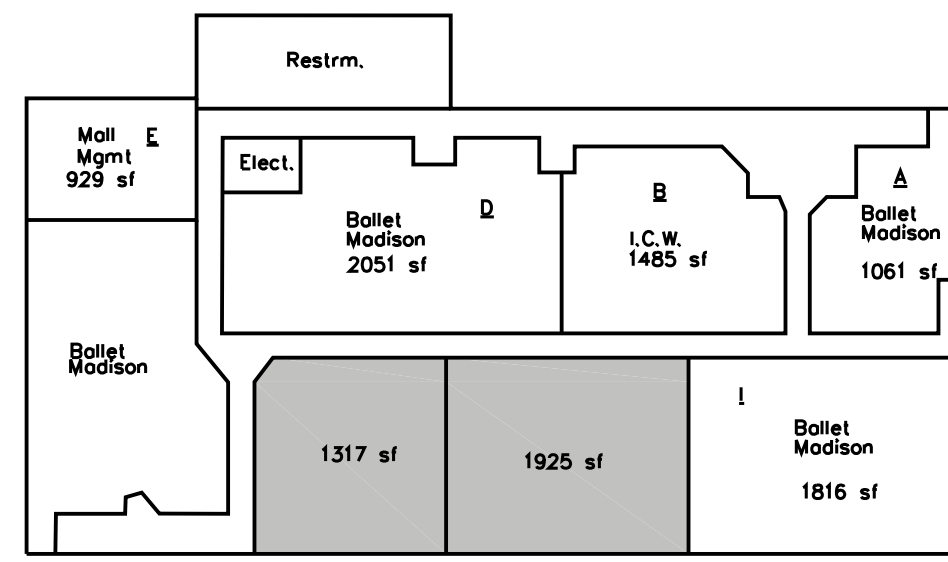 Restrm.
Mall E
Mgmt
929 sf
Elect.
Ballet
Madison
2051 sf
D
B
I.C.W.
1485 sf
A
Ballet
Madison
1061 sf
Ballet
Madison
1317 sf
1925 sf
I
Ballet
Madison
1816 sf